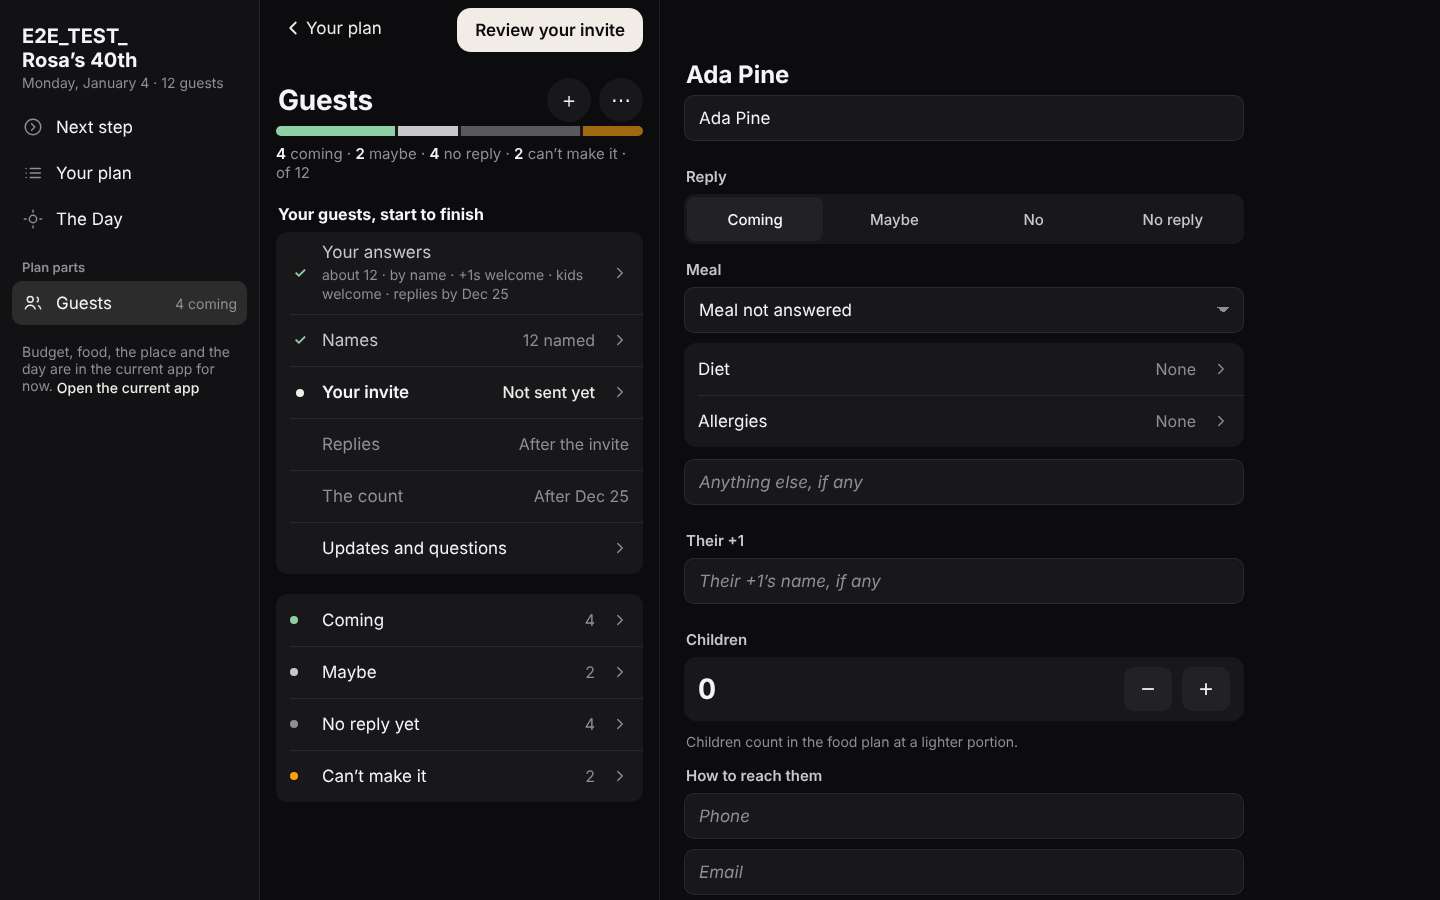 E2E_TEST_
Rosa’s 40th
Monday, January 4 · 12 guests
Next step
Your plan
The Day
Plan parts
Guests 4 coming
Budget, food, the place and the
day are in the current app for
now. Open the current app
Your plan
Review your invite
Guests
4 coming · 2 maybe · 4 no reply · 2 can’t make it ·
of 12
Your guests, start to finish
Your answers
about 12 · by name · +1s welcome · kids
welcome · replies by Dec 25
Names 12 named
Your invite Not sent yet
Replies After the invite
The count After Dec 25
Updates and questions
Coming 4
Maybe 2
No reply yet 4
Can’t make it 2
Ada Pine
Ada Pine
Reply
Coming Maybe No No reply
Meal
Meal not answered
Diet None
Allergies None
Anything else, if any
Their +1
Their +1’s name, if any
Children
0 − +
Children count in the food plan at a lighter portion.
How to reach them
Phone
Email